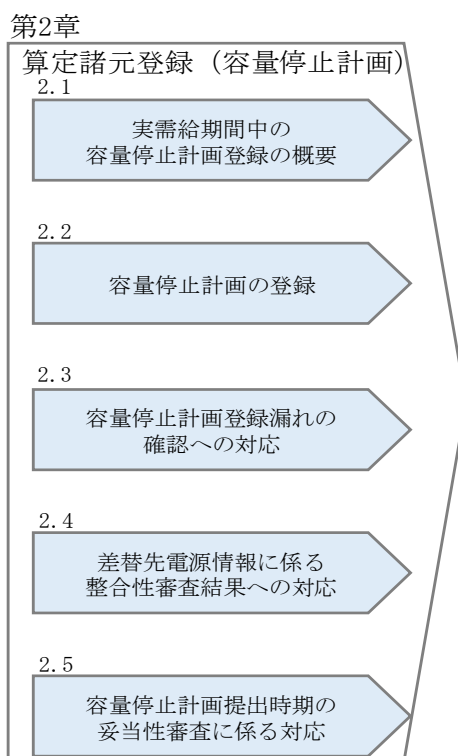 第2章
算定諸元登録（容量停止計画）
2.1
実需給期間中の
容量停止計画登録の概要
2.2
容量停止計画の登録
2.3
容量停止計画登録漏れの
確認への対応
2.4
差替先電源情報に係る
整合性審査結果への対応
2.5
容量停止計画提出時期の
妥当性審査に係る対応